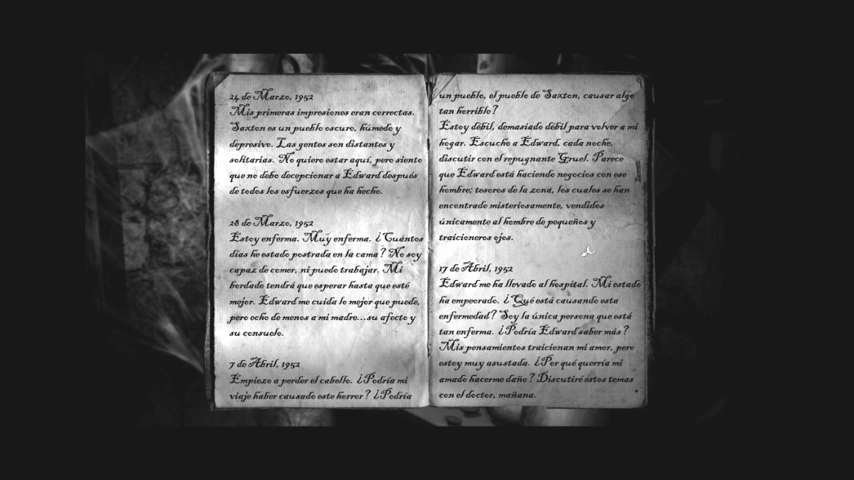 24 de Marzo, 1952
Mis primeras impresiones eran correctas.
Saxton es un pueblo oscuro, húmedo y
depresivo. Las gentes son distantes y
solitarias. No quiero estar aquí, pero siento
que no debo decepcionar a Edward después
de todos los esfuerzos que ha hecho.
28 de Marzo, 1952
Estoy enferma. Muy enferma. ¿Cuántos
días he estado postrada en la cama? No soy
capaz de comer, ni puedo trabajar. Mi
bordado tendrá que esperar hasta que esté
mejor. Edward me cuida lo mejor que puede,
pero echo de menos a mi madre...su afecto y
su consuelo.
7 de Abril, 1952
Empiezo a perder el cabello. ¿Podría mi
viaje haber causado este horror? ¿Podría
un pueblo, el pueblo de Saxton, causar algo
tan horrible?
Estoy débil, demasiado débil para volver a mi
hogar. Escucho a Edward, cada noche,
discutir con el repugnante Gruel. Parece
que Edward está haciendo negocios con ese
hombre; tesoros de la zona, los cuales se han
encontrado misteriosamente, vendidos
únicamente al hombre de pequeños y
traicioneros ojos.
17 de Abril, 1952
Edward me ha llevado al hospital. Mi estado
ha empeorado. ¿Qué está causando esta
enfermedad? Soy la única persona que está
tan enferma. ¿Podría Edward saber más?
Mis pensamientos traicionan mi amor, pero
estoy muy asustada. ¿Por qué querría mi
amado hacerme daño? Discutiré estos temas
con el doctor, mañana.